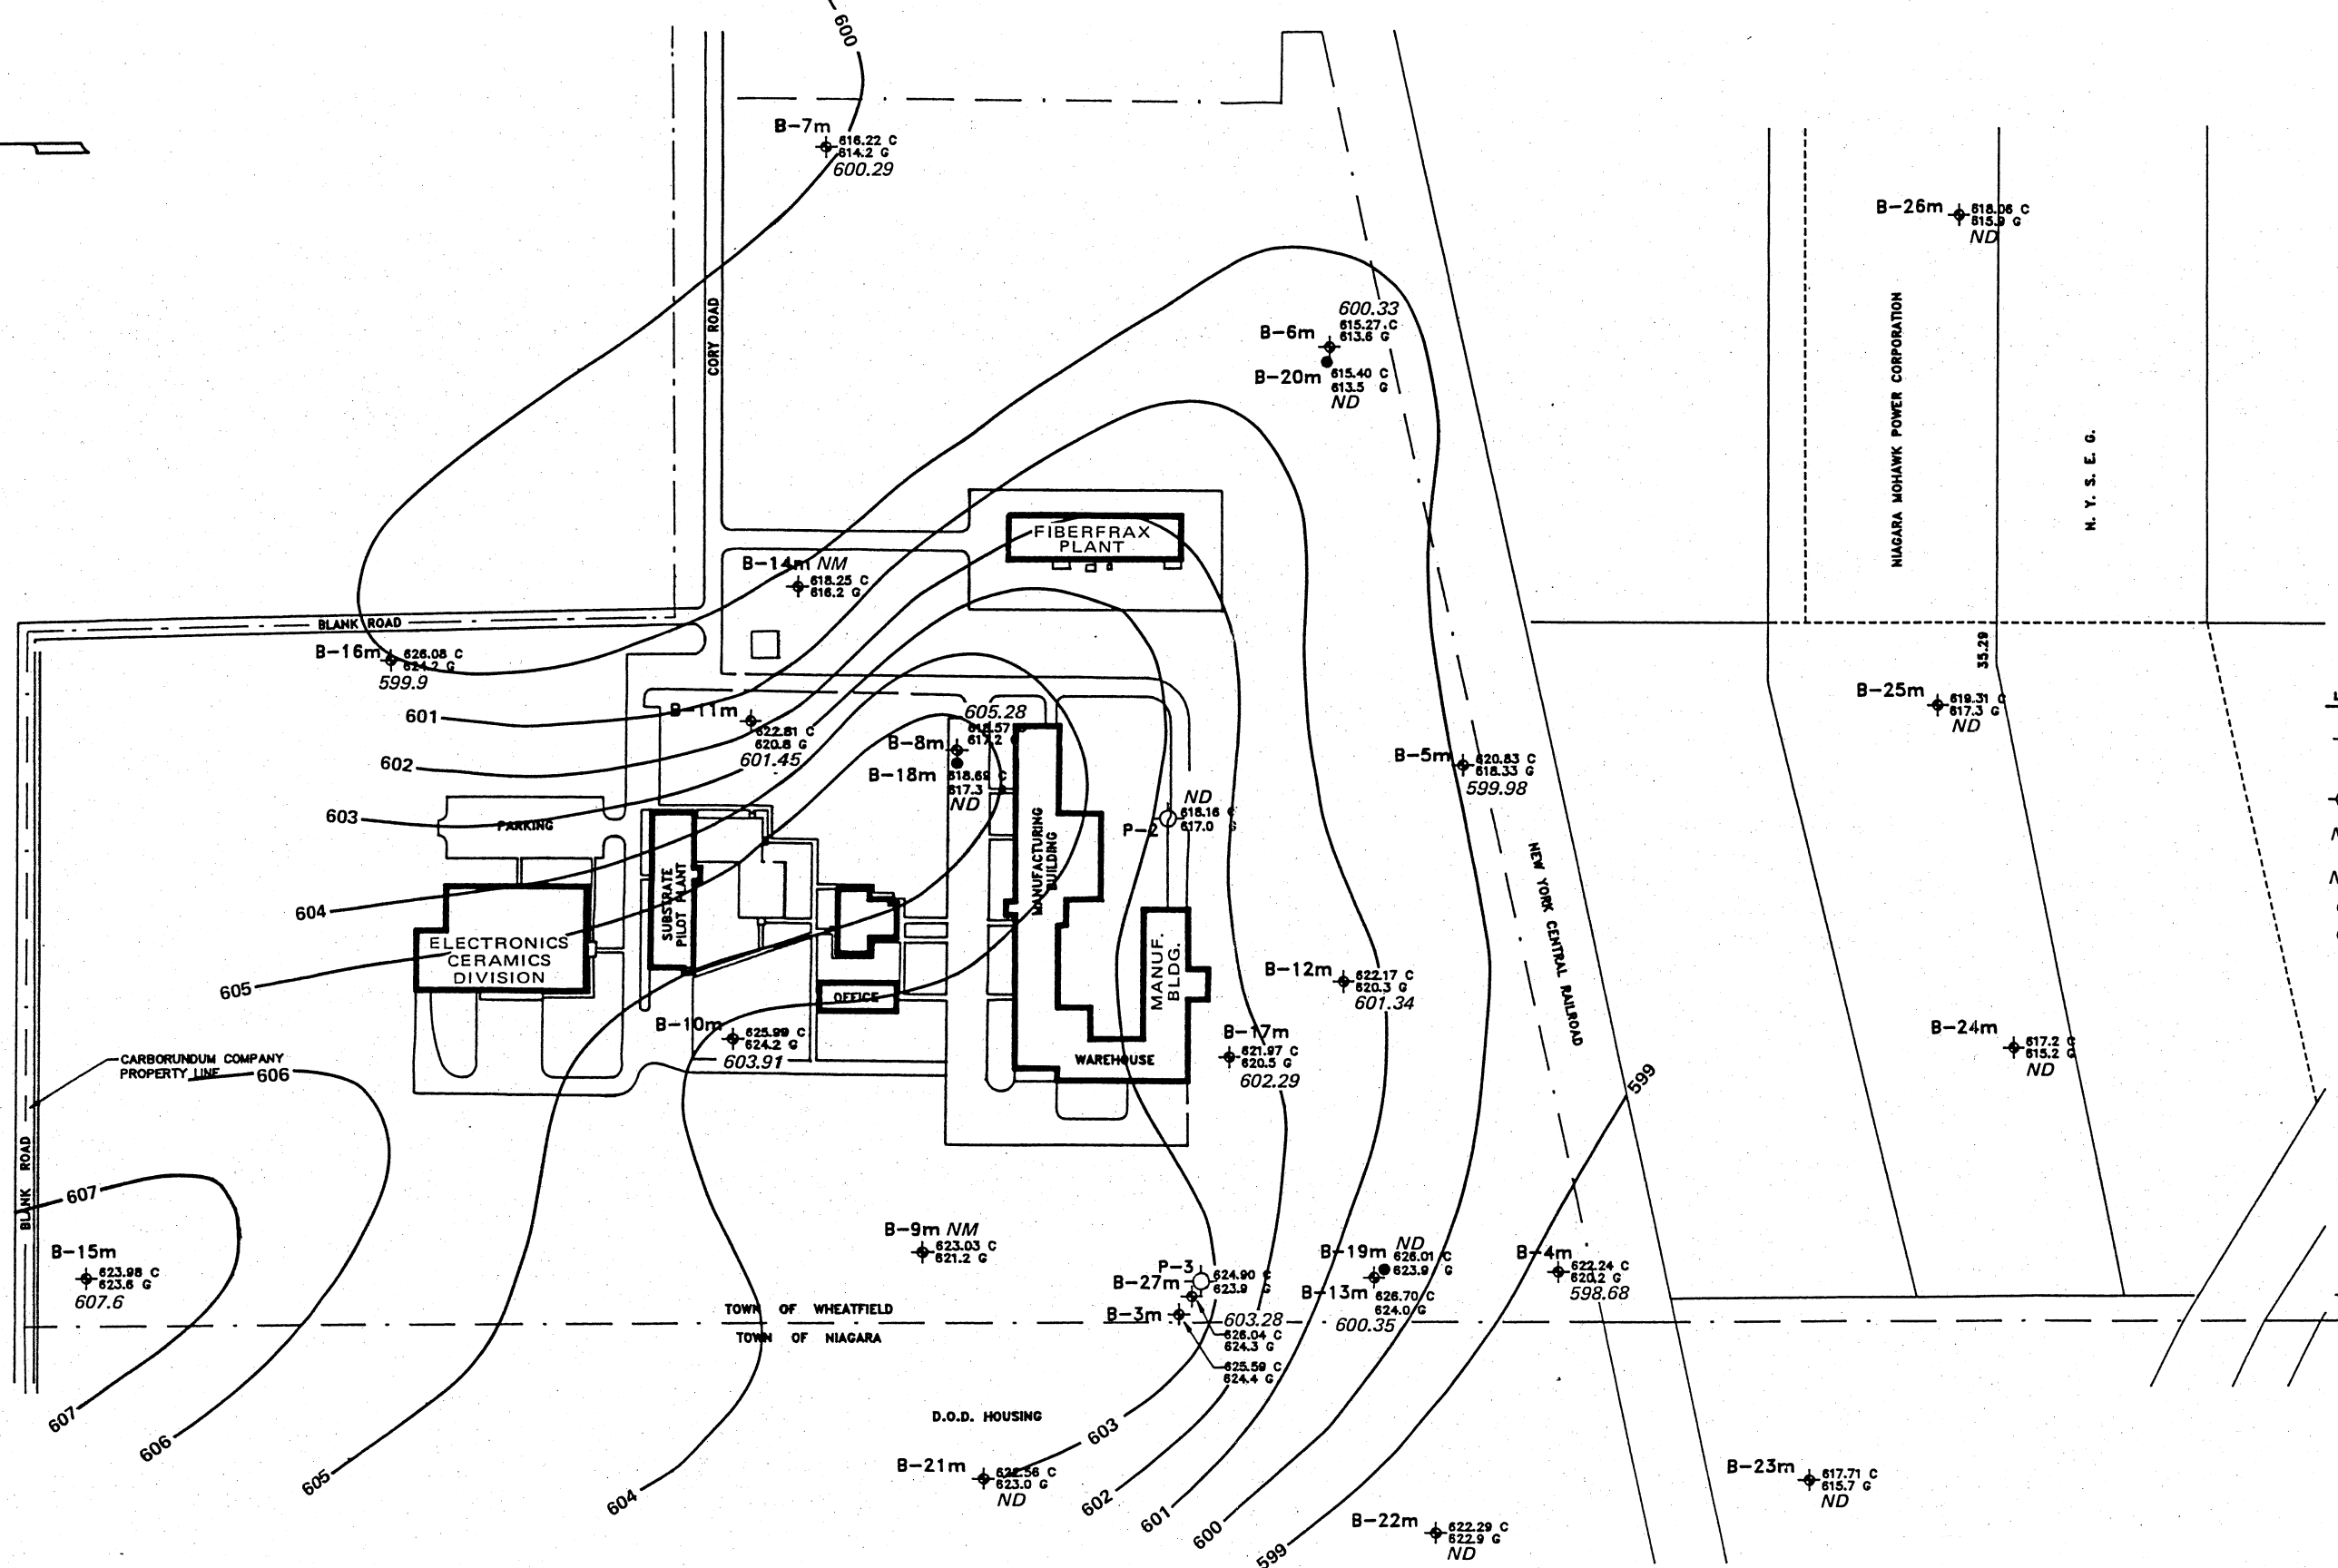 600
B-7m
616.22 C
614.2 G
600.29
B-26m
618.06 C
615.9 G
ND
CORY ROAD
600.33
B-6m
615.27 C
613.6 G
B-20m
615.40 C
613.5 G
ND
NIAGARA MOHAWK POWER CORPORATION
N. Y. S. E. G.
FIBERFRAX
PLANT
B-14m NM
618.25 C
616.2 G
BLANK ROAD
B-16m
626.08 C
624.2 G
599.9
35.29
B-25m
619.31 C
617.3 G
ND
601
B-11m
622.81 C
620.8 G
601.45
605.28
B-8m
617.2
B-18m
618.69 C
617.3 G
ND
602
B-5m
620.83 C
618.33 G
599.98
603
PARKING
ND
P-2
618.16 C
617.0 G
MANUFACTURING
BUILDING
SUBSTRATE
PILOT PLANT
604
ELECTRONICS
CERAMICS
DIVISION
605
OFFICE
MANUF.
BLDG.
NEW YORK CENTRAL RAILROAD
B-12m
622.17 C
620.3 G
601.34
B-10m
625.99 C
624.2 G
603.91
B-17m
621.97 C
620.5 G
602.29
WAREHOUSE
B-24m
617.2 C
615.2 G
ND
CARBORUNDUM COMPANY
PROPERTY LINE
606
599
BLANK ROAD
607
B-15m
623.98 C
623.6 G
607.6
B-9m NM
623.03 C
621.2 G
P-3
624.90 C
623.9 G
B-27m
B-3m
603.28
626.04 C
624.3 G
625.59 C
624.4 G
ND
B-19m
626.01 C
623.9 G
B-13m
626.70 C
624.0 G
600.35
B-4m
622.24 C
620.2 G
598.68
TOWN OF WHEATFIELD
TOWN OF NIAGARA
D.O.D. HOUSING
607
606
605
604
603
602
601
600
599
B-21m
623.0 G
ND
B-22m
622.29 C
622.9 G
ND
B-23m
617.71 C
615.7 G
ND